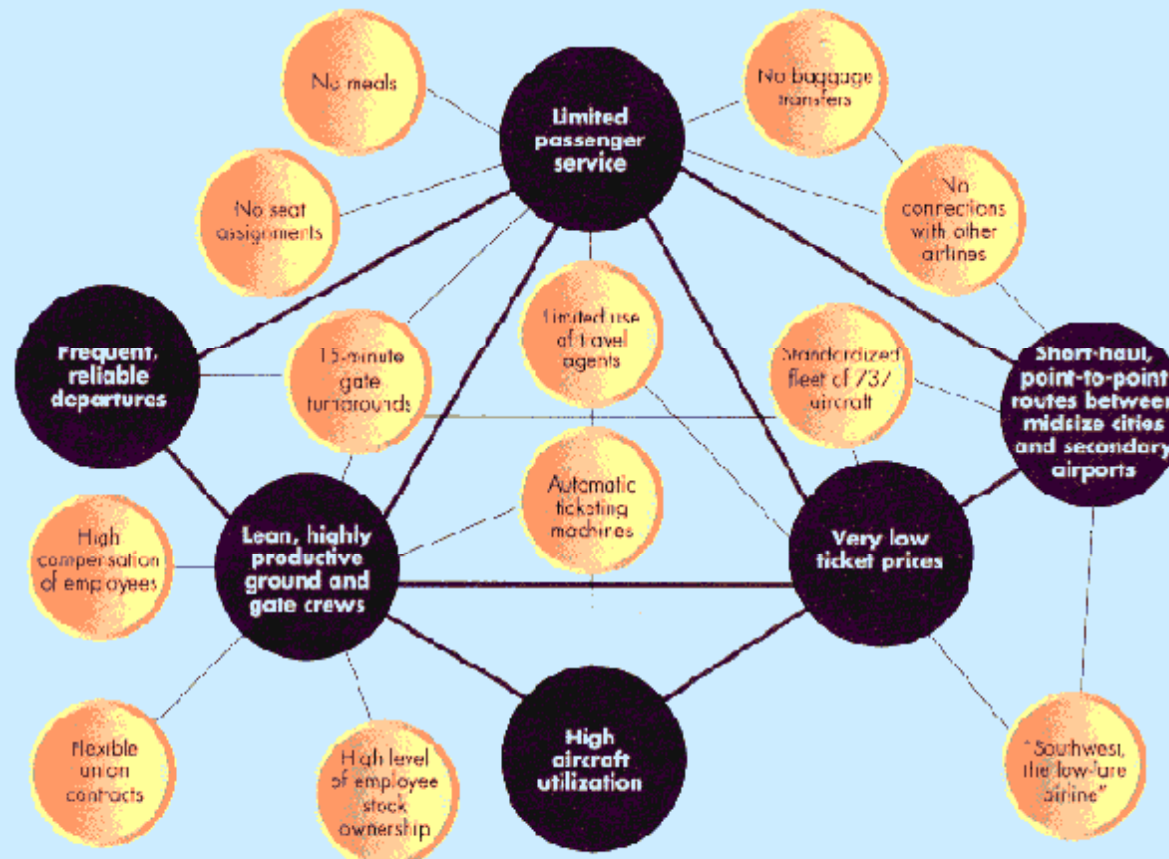 No meals
Limited
passenger
service
No baggage
transfers
No seat
assignments
No
connections
with other
airlines
Frequent,
reliable
departures
15-minute
gate
turnarounds
Limited use
of travel
agents
Standardized
fleet of 737
aircraft
Short-haul,
point-to-point
routes between
midsize cities
and secondary
airports
High
compensation
of employees
Lean, highly
productive
ground and
gate crews
Automatic
ticketing
machines
Very low
ticket prices
Flexible
union
contracts
High level
of employee
stock
ownership
High
aircraft
utilization
"Southwest,
the low-fare
airline"